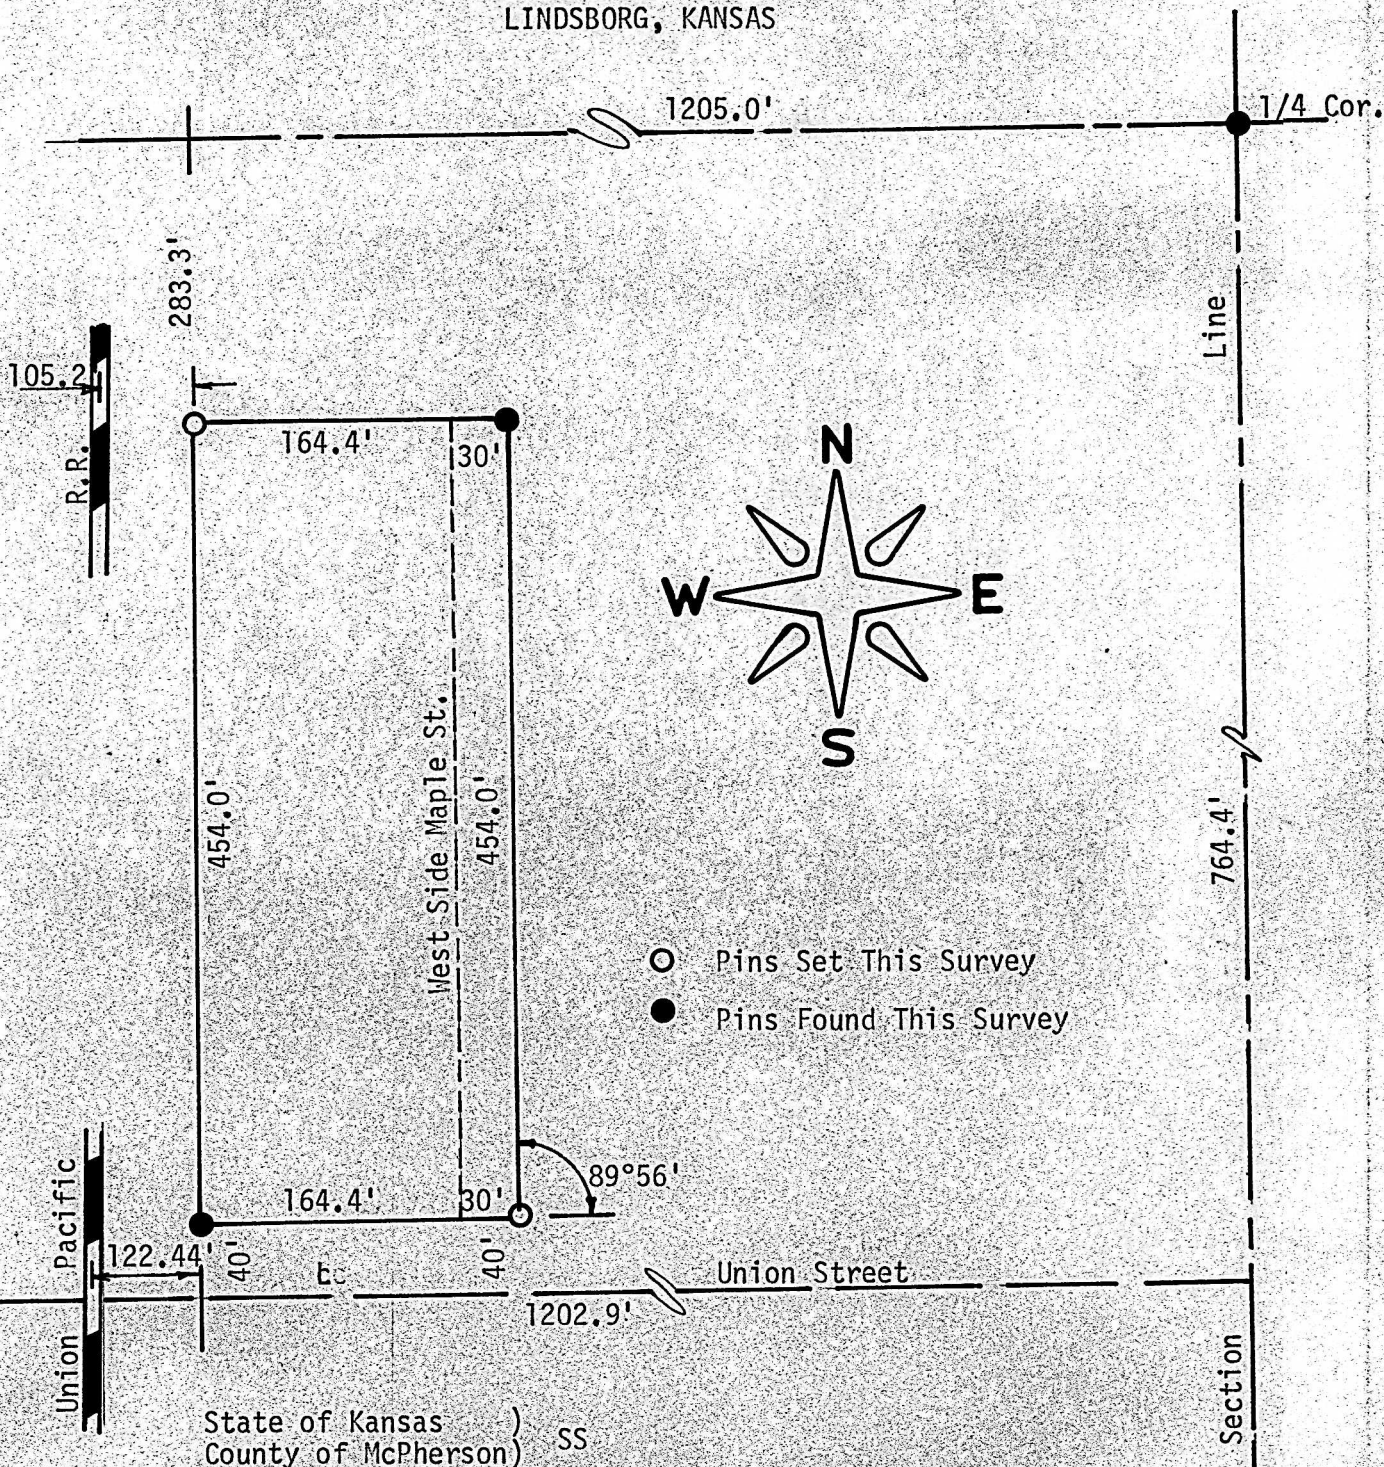 LINDSBORG, KANSAS
1205.0'
1/4 Cor.
283.3'
Line
105.2
R.R.
164.4'
30'
N
W
E
S
West Side Maple St.
454.0'
454.0'
764.4'
Pins Set This Survey
Pins Found This Survey
89°56'
164.4'
30'
Union Pacific
122.44'
40'
40'
Union Street
1202.9'
Section
State of Kansas )
County of McPherson) SS